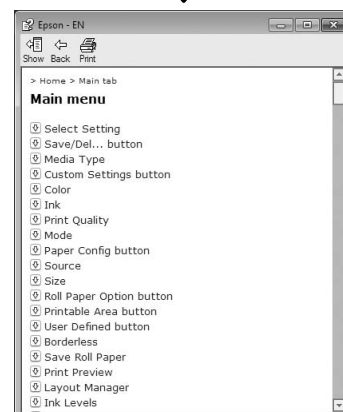 Epson - EN
Show Back Print
> Home > Main tab
Main menu
Select Setting
Save/Del... button
Media Type
Custom Settings button
Color
Ink
Print Quality
Mode
Paper Config button
Source
Size
Roll Paper Option button
Printable Area button
User Defined button
Borderless
Save Roll Paper
Print Preview
Layout Manager
Ink Levels